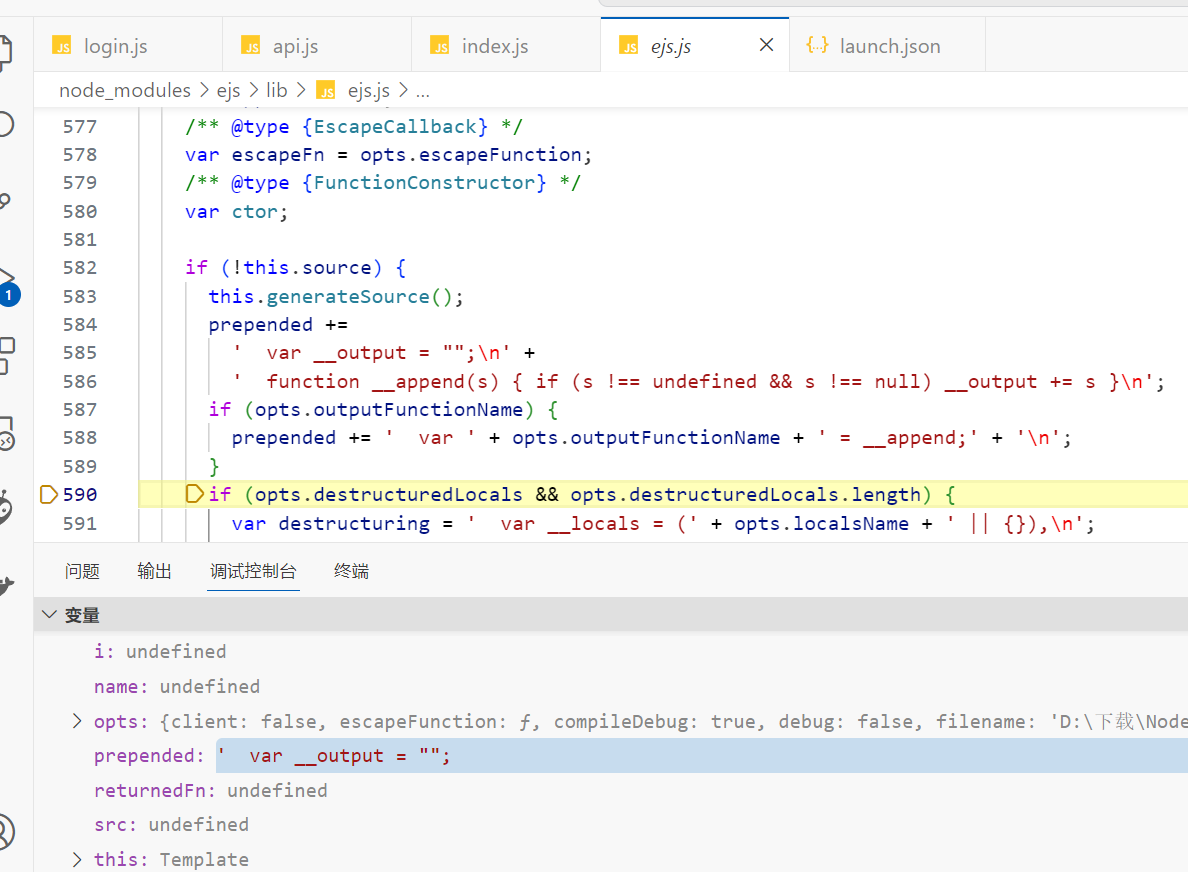 JS login.js
JS api.js
JS index.js
JS ejs.js
{··} launch.json
node_modules > ejs > lib > JS ejs.js > ...
577 /** @type {EscapeCallback} */
578 var escapeFn = opts.escapeFunction;
579 /** @type {FunctionConstructor} */
580 var ctor;
581
582 if (!this.source) {
583 this.generateSource();
584 prepended +=
585 '  var __output = "";\n' +
586 '  function __append(s) { if (s !== undefined && s !== null) __output += s }\n';
587 if (opts.outputFunctionName) {
588 prepended += '  var ' + opts.outputFunctionName + ' = __append;' + '\n';
589 }
590 if (opts.destructuredLocals && opts.destructuredLocals.length) {
591 var destructuring = '  var __locals = (' + opts.localsName + ' || {}),\n';
1
问题
输出
调试控制台
终端
变量
i: undefined
name: undefined
opts: {client: false, escapeFunction: ƒ, compileDebug: true, debug: false, filename: 'D:\下载\Node
prepended: '  var __output = "";
returnedFn: undefined
src: undefined
this: Template